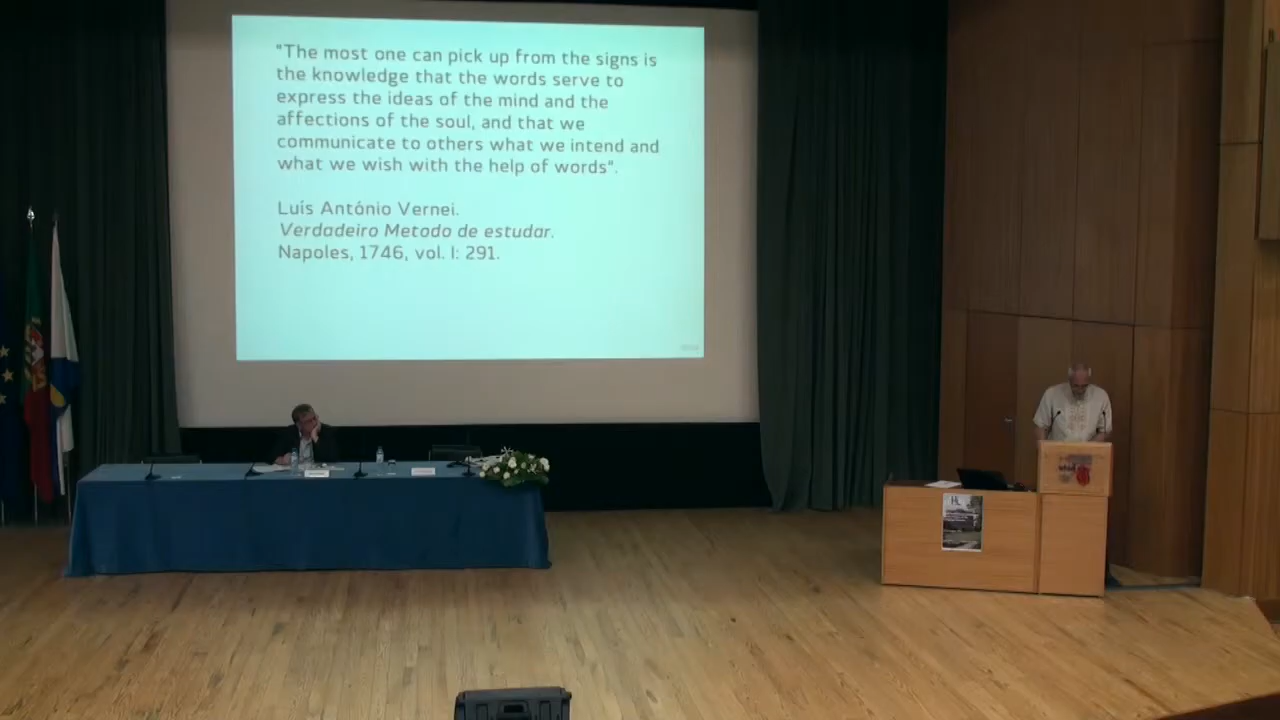 "The most one can pick up from the signs is
the knowledge that the words serve to
express the ideas of the mind and the
affections of the soul, and that we
communicate to others what we intend and
what we wish with the help of words".
Luís António Vernei.
Verdadeiro Metodo de estudar.
Napoles, 1746, vol. I: 291.